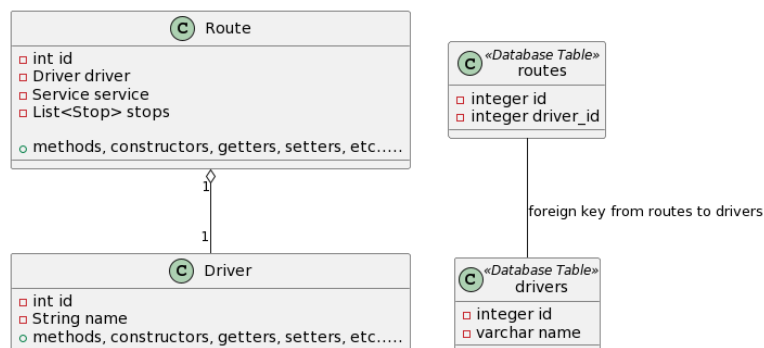 C Route
int id
Driver driver
Service service
List<Stop> stops
methods, constructors, getters, setters, etc.....
1
1
C Driver
int id
String name
methods, constructors, getters, setters, etc.....
«Database Table»
C routes
integer id
integer driver_id
foreign key from routes to drivers
«Database Table»
C drivers
integer id
varchar name